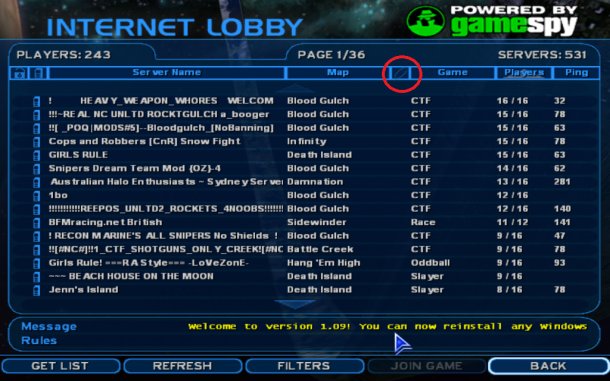 INTERNET LOBBY
POWERED BY
gamespy
PLAYERS: 243 PAGE 1/36 SERVERS: 531
Server Name Map Game Players Ping
! HEAVY_WEAPON_WHORES WELCOM Blood Gulch CTF 16 / 16 32
!!!~REAL NC UNLTD ROCKTGULCH a_booger Blood Gulch CTF 15 / 16 78
!![_POQ|MODS#5]--Bloodgulch_[NoBanning] Blood Gulch CTF 15 / 16 63
Cops and Robbers [CnR] Snow Fight Infinity CTF 15 / 16 78
GIRLS RULE Death Island CTF 15 / 16 63
Snipers Dream Team Mod {OZ}-4 Blood Gulch CTF 14 / 16 62
Australian Halo Enthusiasts ~ Sydney Server Damnation CTF 13 / 16 281
1bo Blood Gulch CTF 12 / 16
!!!!!!!!!!!REEPOS_UNLTD2_ROCKETS_4NOOBS!!!!!!! Blood Gulch CTF 12 / 16 140
BFMracing.net British Sidewinder Race 11 / 12 141
! RECON MARINE'S ALL SNIPERS No Shields ! Blood Gulch CTF 9 / 16 47
!![#NC#]!!1_CTF_SHOTGUNS_ONLY_CREEK![#NC Battle Creek CTF 9 / 16 78
Girls Rule! ===RA Style=== -LoVeZonE- Hang 'Em High Oddball 9 / 16 93
~~~ BEACH HOUSE ON THE MOON Death Island Slayer 9 / 16
Jenn's Island Death Island Slayer 8 / 16 78
Message Welcome to version 1.09! You can now reinstall any Windows
Rules
GET LIST REFRESH FILTERS JOIN GAME BACK